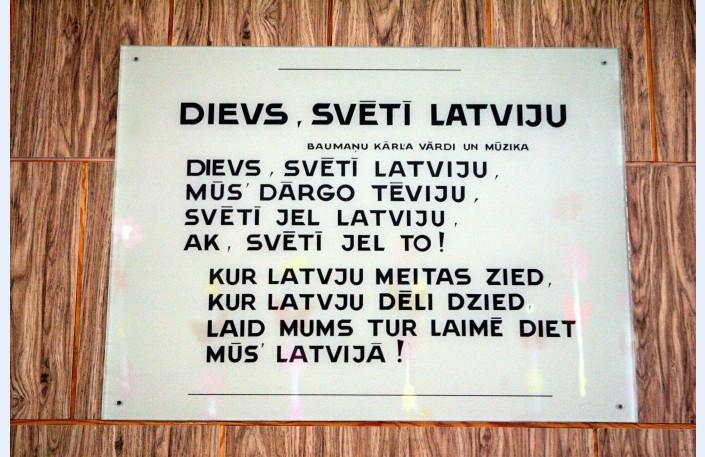 DIEVS, SVĒTĪ LATVIJU
BAUMAŅU KĀRĻA VĀRDI UN MŪZIKA
DIEVS, SVĒTĪ LATVIJU,
MŪS' DĀRGO TĒVIJU,
SVĒTĪ JEL LATVIJU,
AK, SVĒTĪ JEL TO!
KUR LATVJU MEITAS ZIED,
KUR LATVJU DĒLI DZIED,
LAID MUMS TUR LAIMĒ DIET
MŪS' LATVIJĀ!